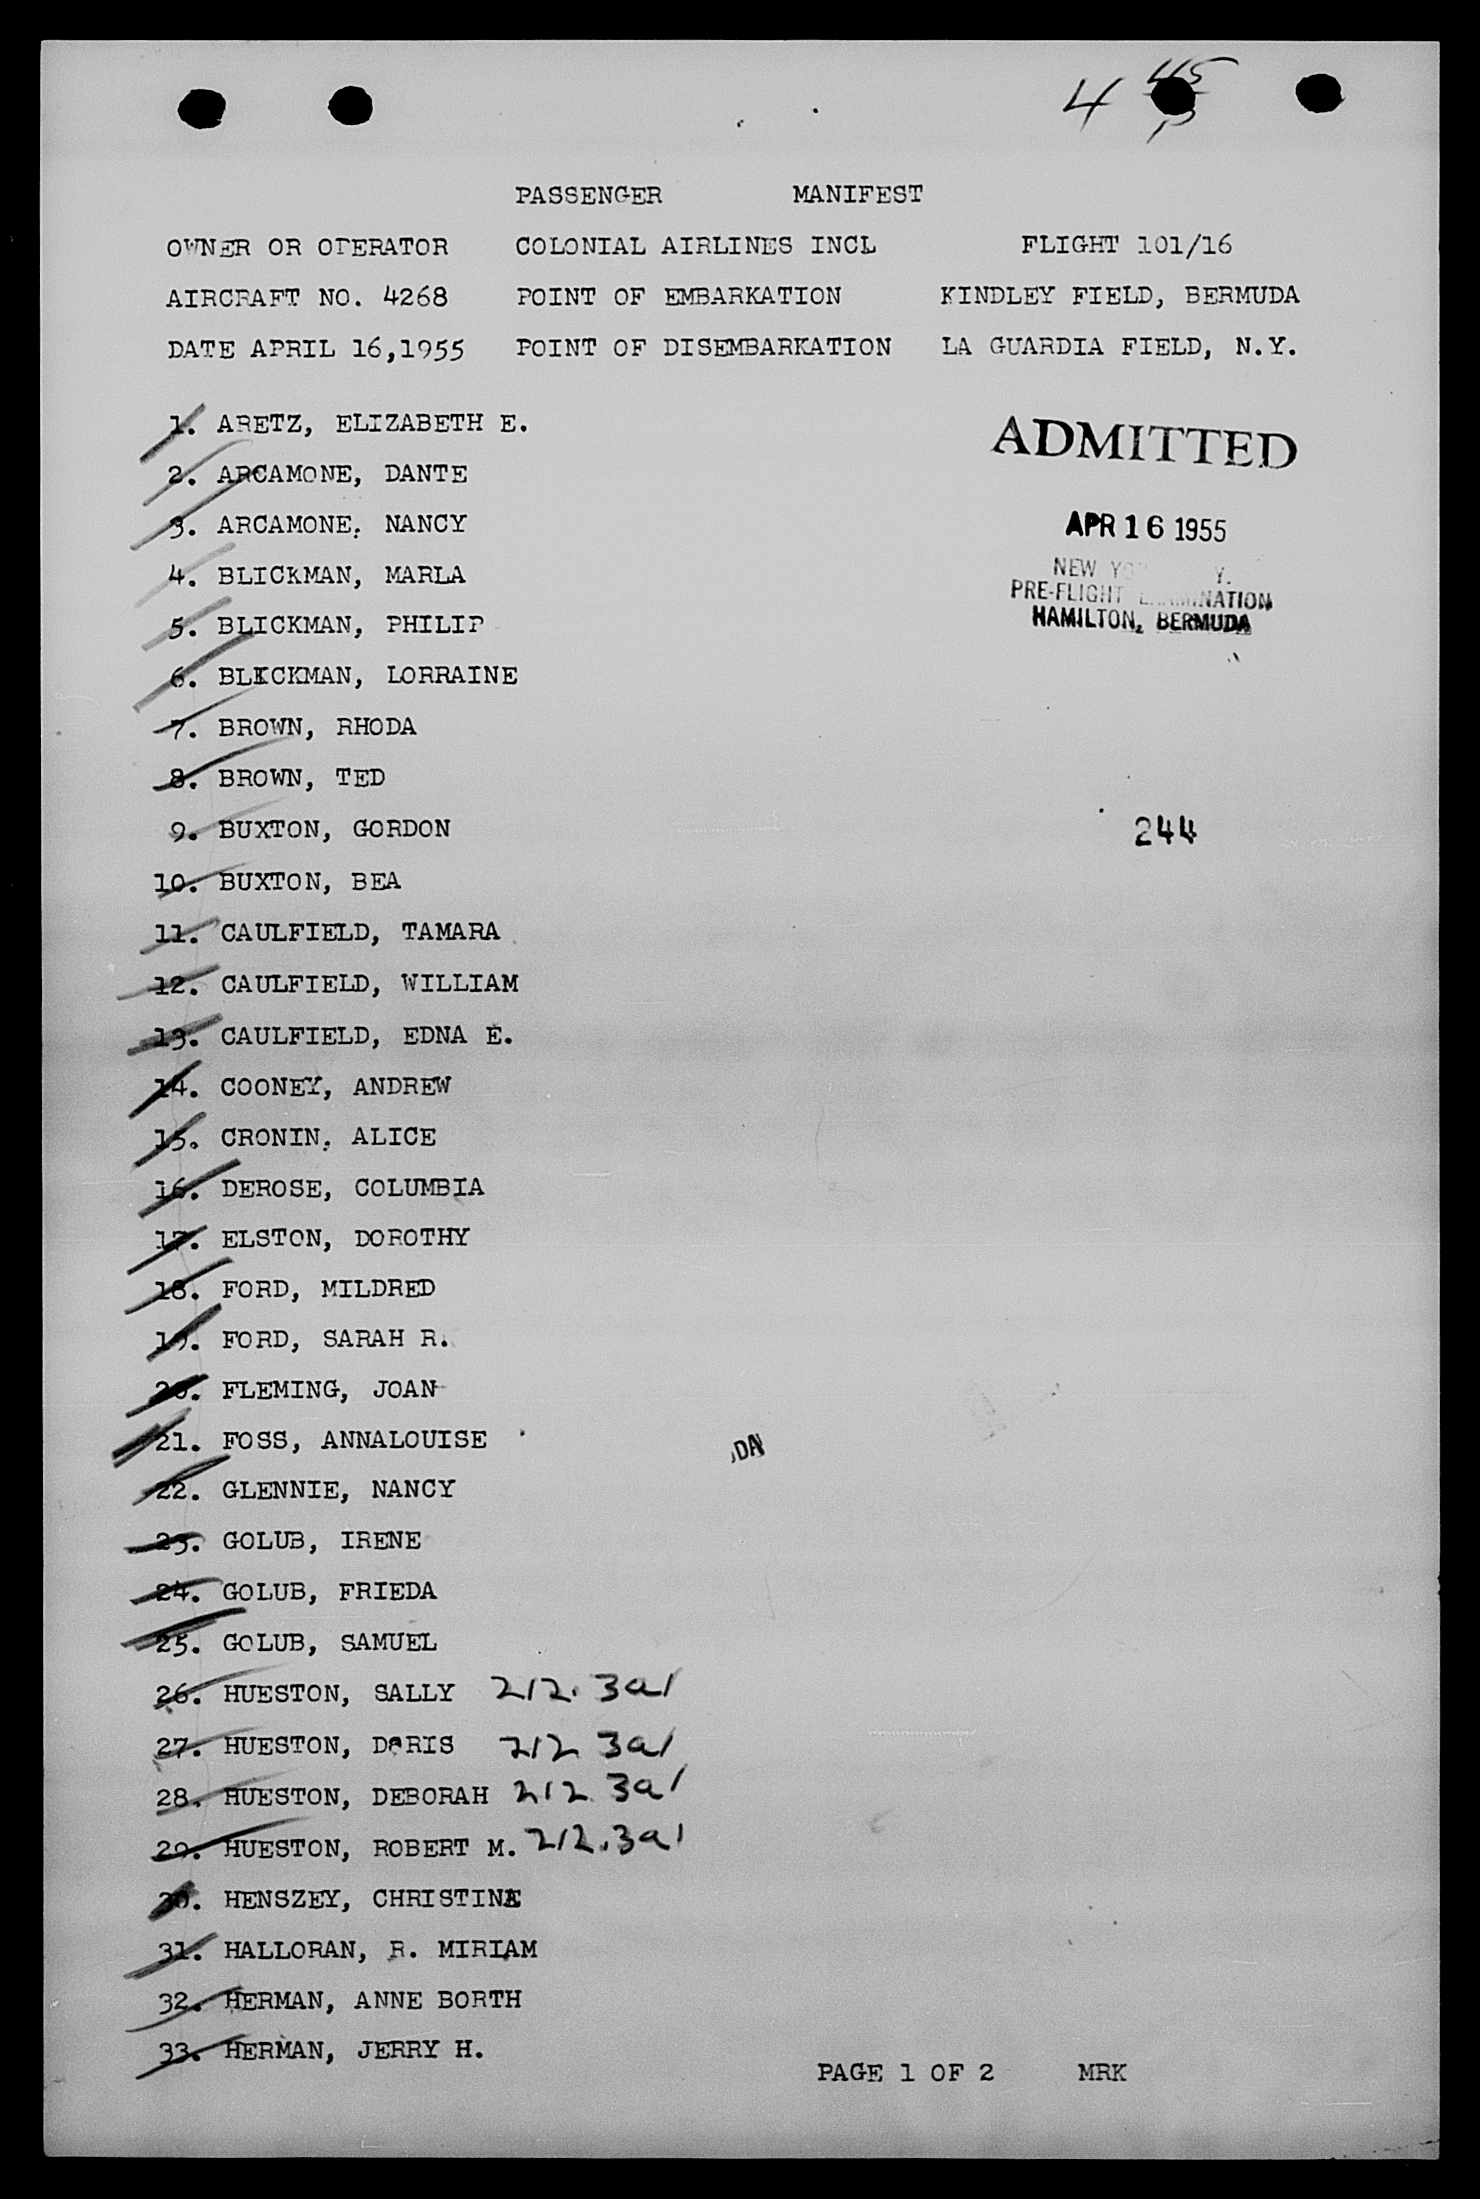 4 45
PASSENGER MANIFEST
OWNER OR OPERATOR COLONIAL AIRLINES INCL FLIGHT 101/16
AIRCRAFT NO. 4268 POINT OF EMBARKATION KINDLEY FIELD, BERMUDA
DATE APRIL 16,1955 POINT OF DISEMBARKATION LA GUARDIA FIELD, N.Y.
1. ARETZ, ELIZABETH E.
ADMITTED
2. ARCAMONE, DANTE
3. ARCAMONE, NANCY
APR 16 1955
NEW Y.
4. BLICKMAN, MARLA
PRE-FLIGHT EXAMINATION
HAMILTON, BERMUDA
5. BLICKMAN, PHILIP
6. BLICKMAN, LORRAINE
7. BROWN, RHODA
8. BROWN, TED
9. BUXTON, GORDON 244
10. BUXTON, BEA
11. CAULFIELD, TAMARA
12. CAULFIELD, WILLIAM
13. CAULFIELD, EDNA E.
14. COONEY, ANDREW
15. CRONIN, ALICE
16. DEROSE, COLUMBIA
17. ELSTON, DOROTHY
18. FORD, MILDRED
19. FORD, SARAH R.
20. FLEMING, JOAN
21. FOSS, ANNALOUISE DA
22. GLENNIE, NANCY
23. GOLUB, IRENE
24. GOLUB, FRIEDA
25. GOLUB, SAMUEL
26. HUESTON, SALLY 212.3a1
27. HUESTON, DORIS 212 3a1
28. HUESTON, DEBORAH 212 3a1
29. HUESTON, ROBERT M. 212.3a1
30. HENSZEY, CHRISTINE
31. HALLORAN, R. MIRIAM
32. HERMAN, ANNE BORTH
33. HERMAN, JERRY H.
PAGE 1 OF 2 MRK